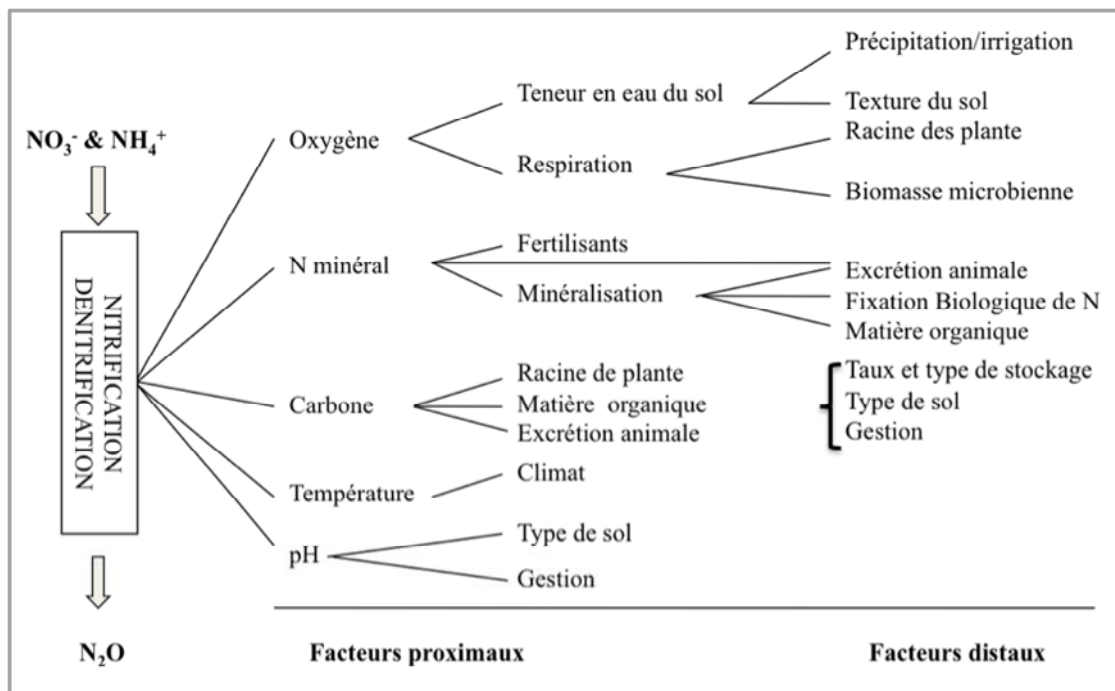 NO₃⁻ & NH₄⁺
NITRIFICATION
DENITRIFICATION
N₂O
Oxygène
Teneur en eau du sol
Précipitation/irrigation
Texture du sol
Respiration
Racine des plante
Biomasse microbienne
N minéral
Fertilisants
Minéralisation
Excrétion animale
Fixation Biologique de N
Matière organique
Carbone
Racine de plante
Matière organique
Excrétion animale
Taux et type de stockage
Type de sol
Gestion
Température
Climat
pH
Type de sol
Gestion
Facteurs proximaux
Facteurs distaux